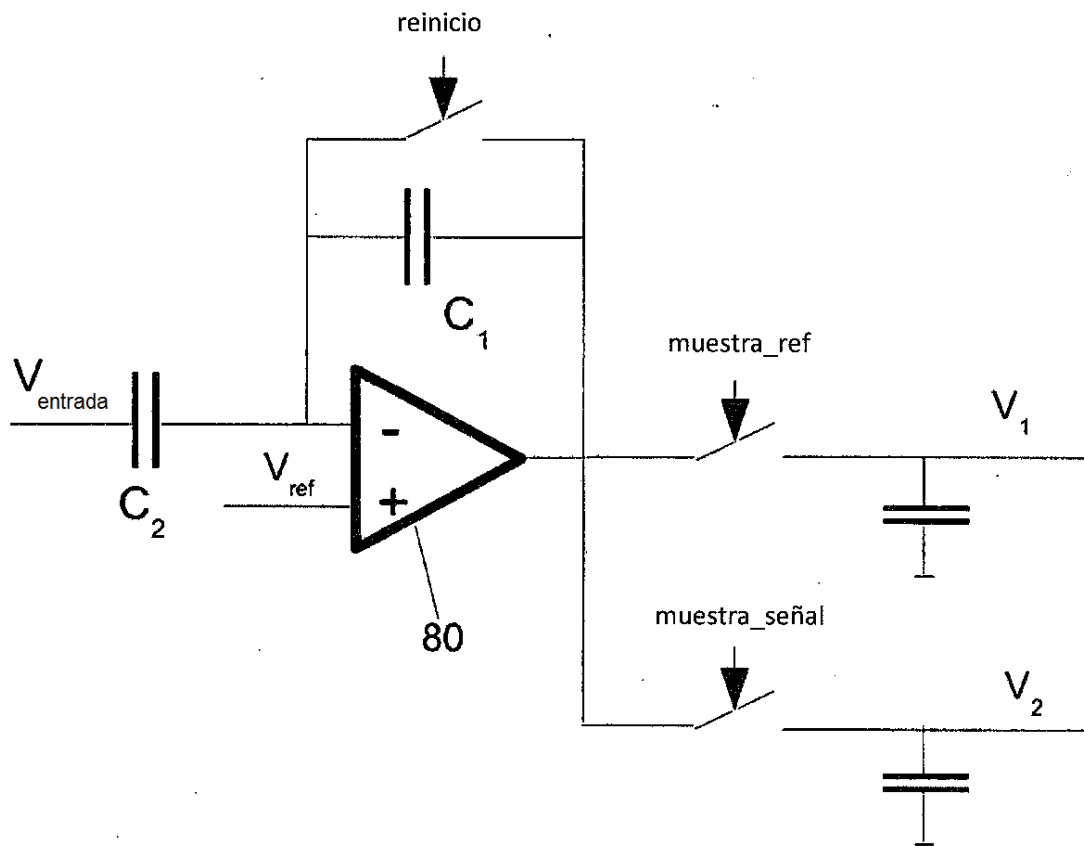 reinicio
C1
muestra_ref
Ventrada
V1
-
Vref
+
C2
muestra_señal
80
V2